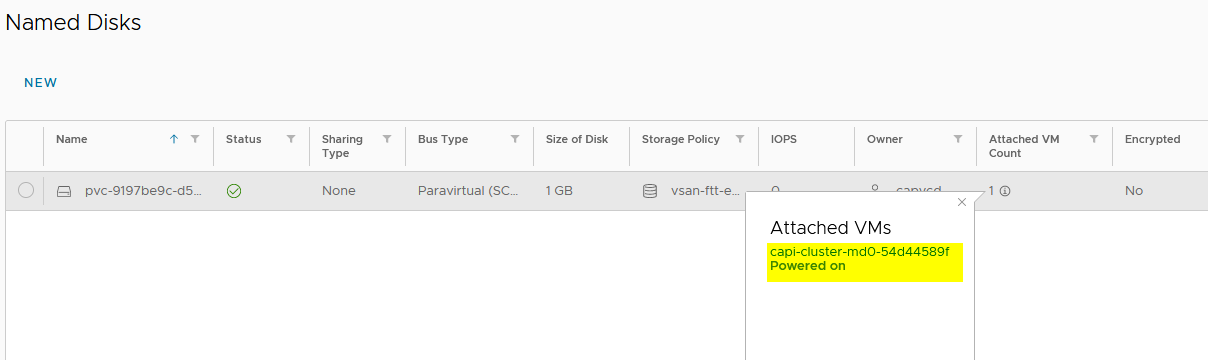 Named Disks
NEW
Name Status Sharing Type Bus Type Size of Disk Storage Policy IOPS Owner Attached VM Count Encrypted
pvc-9197be9c-d5... None Paravirtual (SC... 1 GB vsan-ftt-e... 1 No
Attached VMs
capi-cluster-md0-54d44589f
Powered on